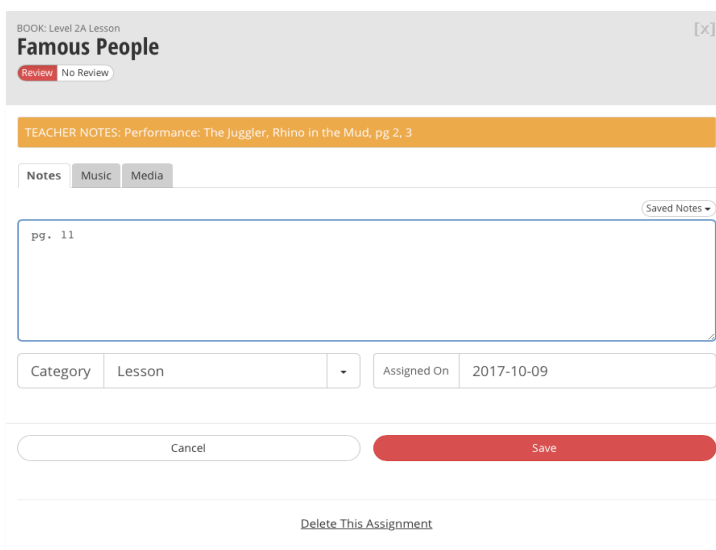 BOOK: Level 2A Lesson
[x]
Famous People
Review No Review
TEACHER NOTES: Performance: The Juggler, Rhino in the Mud, pg 2, 3
Notes Music Media
Saved Notes
pg. 11
Category Lesson Assigned On 2017-10-09
Cancel Save
Delete This Assignment